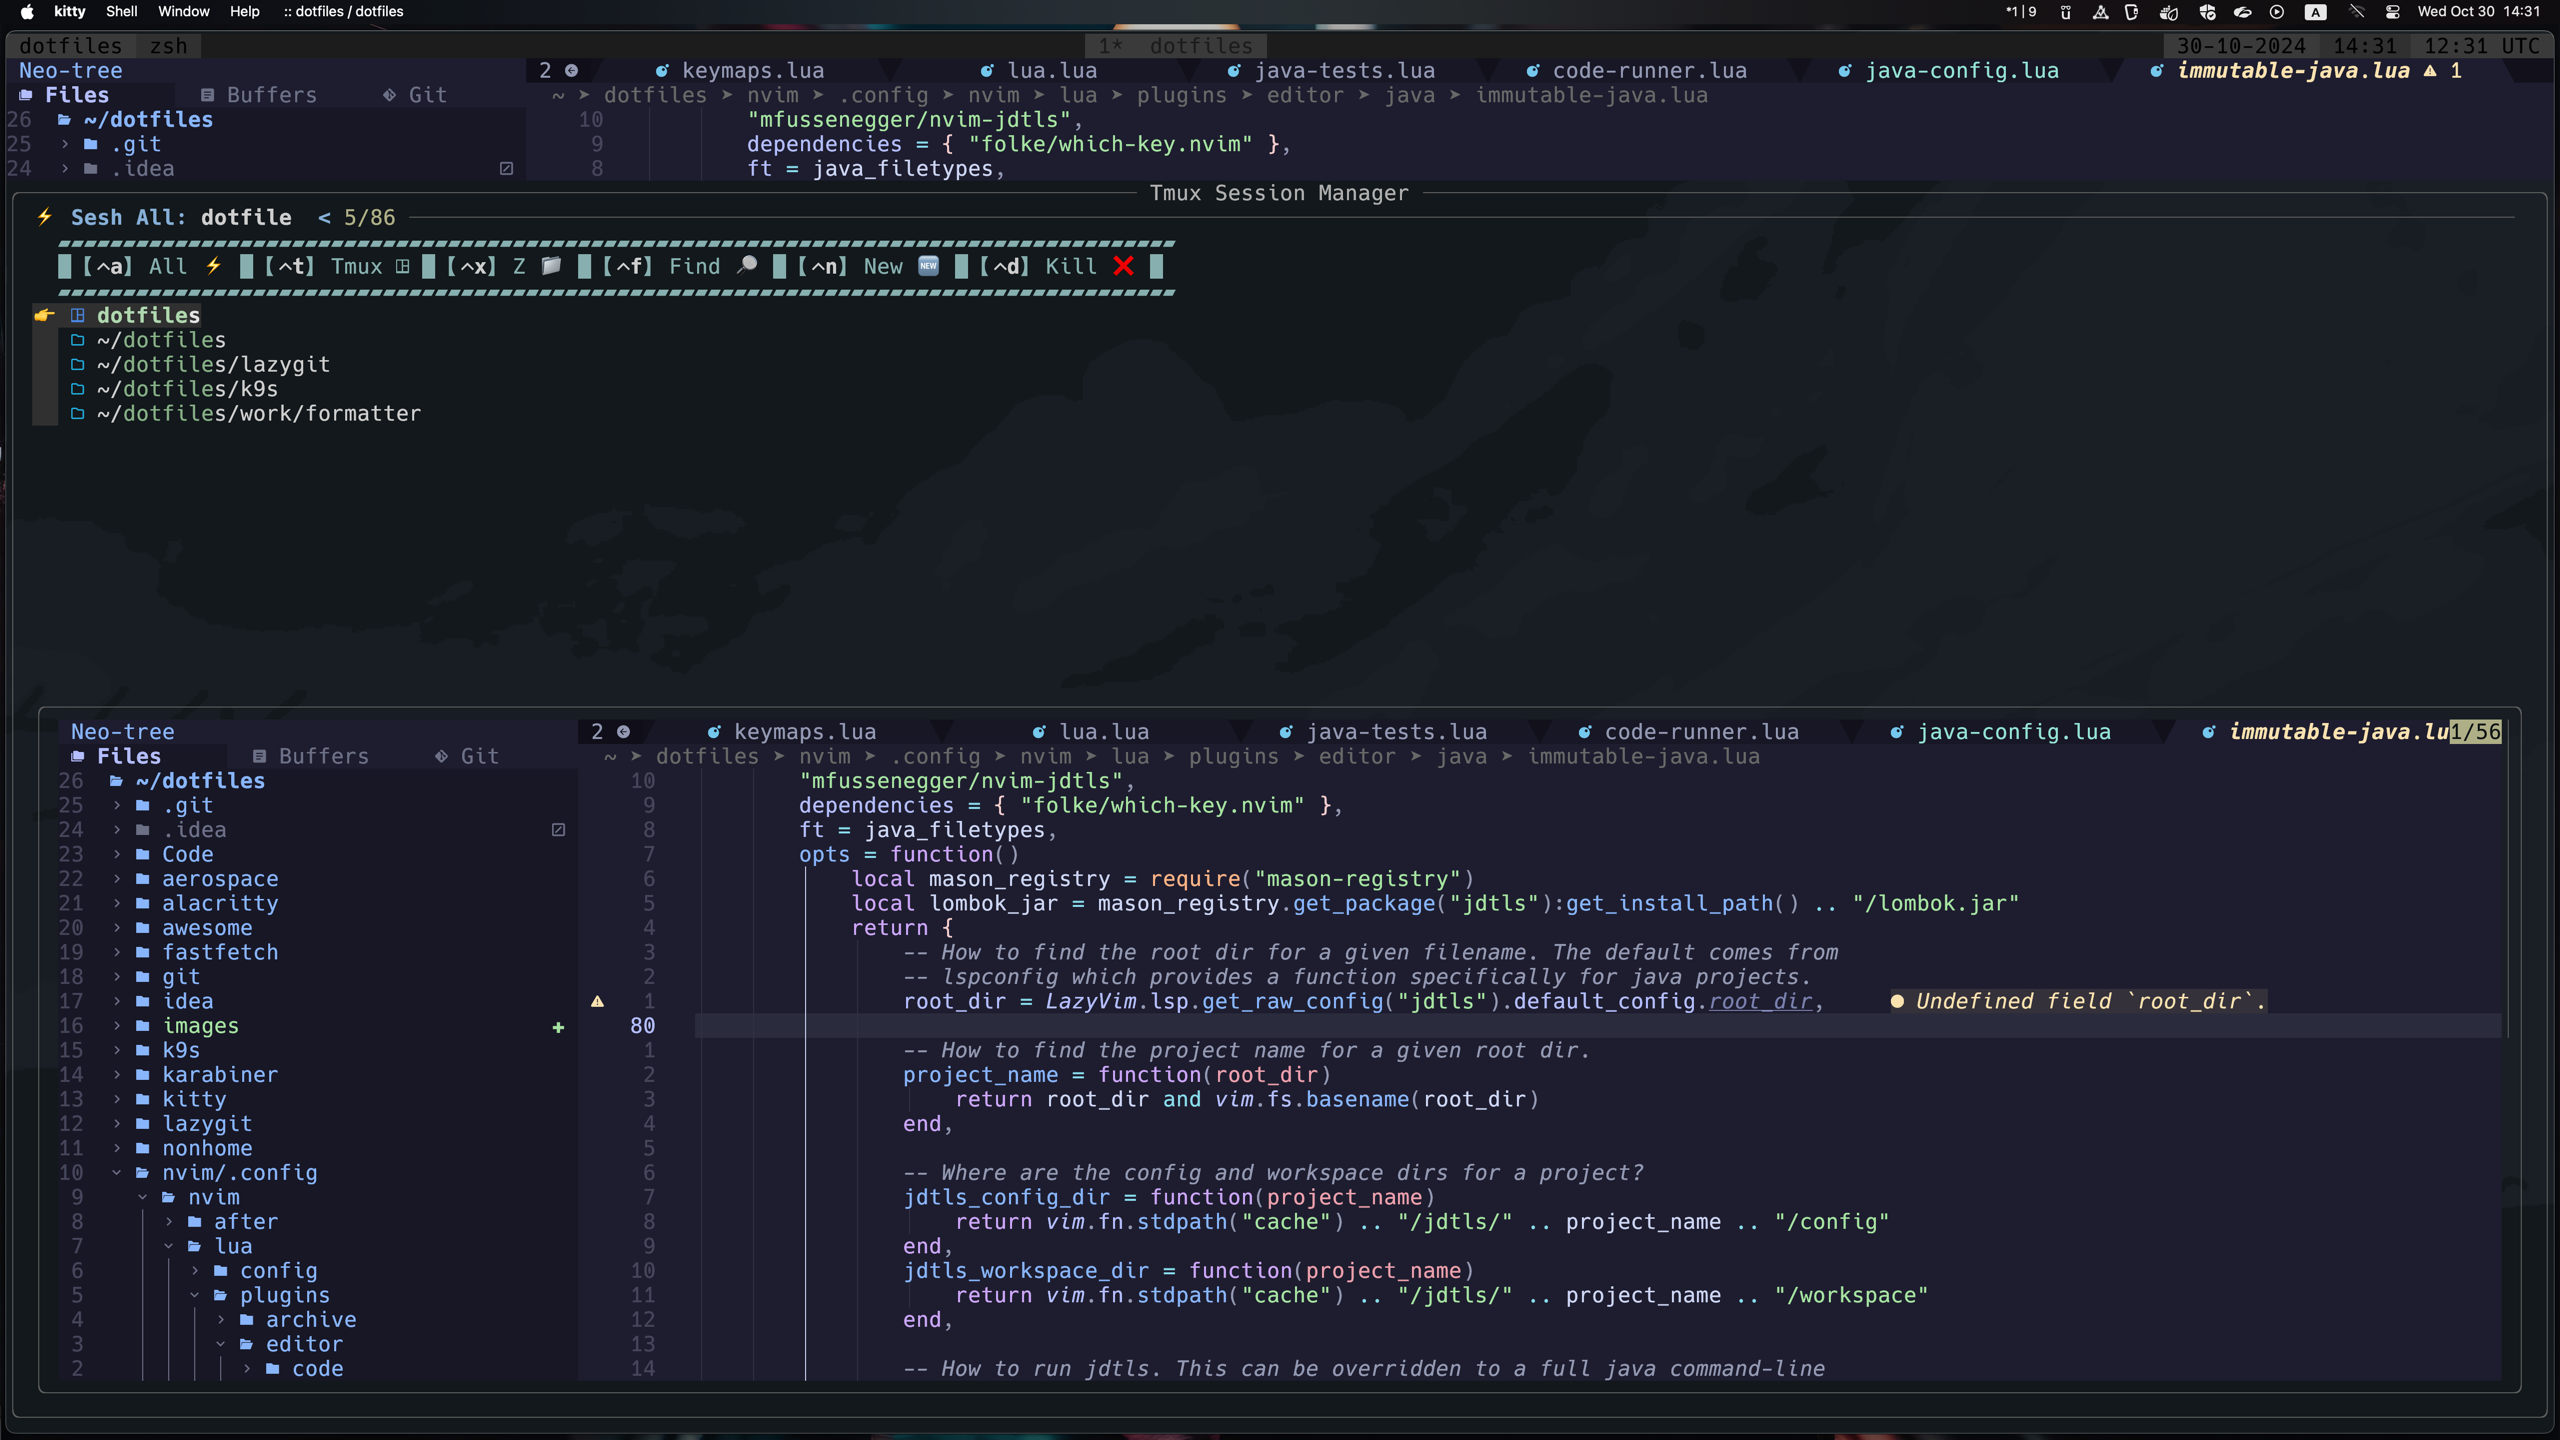 kitty Shell Window Help :: dotfiles / dotfiles *1|9 ü A Wed Oct 30 14:31
dotfiles zsh 1* dotfiles 30-10-2024 14:31 12:31 UTC
Neo-tree 2 keymaps.lua lua.lua java-tests.lua code-runner.lua java-config.lua immutable-java.lua 1
Files Buffers Git ~ ➤ dotfiles ➤ nvim ➤ .config ➤ nvim ➤ lua ➤ plugins ➤ editor ➤ java ➤ immutable-java.lua
26 ~/dotfiles 10 "mfussenegger/nvim-jdtls",
25 .git 9 dependencies = { "folke/which-key.nvim" },
24 .idea 8 ft = java_filetypes,
Tmux Session Manager
⚡ Sesh All: dotfile < 5/86
[^a] All ⚡ [^t] Tmux [^x] Z 📁 [^f] Find 🔎 [^n] New 🆕 [^d] Kill ❌
👉 dotfiles
~/dotfiles
~/dotfiles/lazygit
~/dotfiles/k9s
~/dotfiles/work/formatter
Neo-tree 2 keymaps.lua lua.lua java-tests.lua code-runner.lua java-config.lua immutable-java.lu 1/56
Files Buffers Git ~ ➤ dotfiles ➤ nvim ➤ .config ➤ nvim ➤ lua ➤ plugins ➤ editor ➤ java ➤ immutable-java.lua
26 ~/dotfiles 10 "mfussenegger/nvim-jdtls",
25 .git 9 dependencies = { "folke/which-key.nvim" },
24 .idea 8 ft = java_filetypes,
23 Code 7 opts = function()
22 aerospace 6 local mason_registry = require("mason-registry")
21 alacritty 5 local lombok_jar = mason_registry.get_package("jdtls"):get_install_path() .. "/lombok.jar"
20 awesome 4 return {
19 fastfetch 3 -- How to find the root dir for a given filename. The default comes from
18 git 2 -- lspconfig which provides a function specifically for java projects.
17 idea 1 root_dir = LazyVim.lsp.get_raw_config("jdtls").default_config.root_dir, ● Undefined field `root_dir`.
16 images + 80
15 k9s 1 -- How to find the project name for a given root dir.
14 karabiner 2 project_name = function(root_dir)
13 kitty 3 return root_dir and vim.fs.basename(root_dir)
12 lazygit 4 end,
11 nonhome 5
10 nvim/.config 6 -- Where are the config and workspace dirs for a project?
9 nvim 7 jdtls_config_dir = function(project_name)
8 after 8 return vim.fn.stdpath("cache") .. "/jdtls/" .. project_name .. "/config"
7 lua 9 end,
6 config 10 jdtls_workspace_dir = function(project_name)
5 plugins 11 return vim.fn.stdpath("cache") .. "/jdtls/" .. project_name .. "/workspace"
4 archive 12 end,
3 editor 13
2 code 14 -- How to run jdtls. This can be overridden to a full java command-line